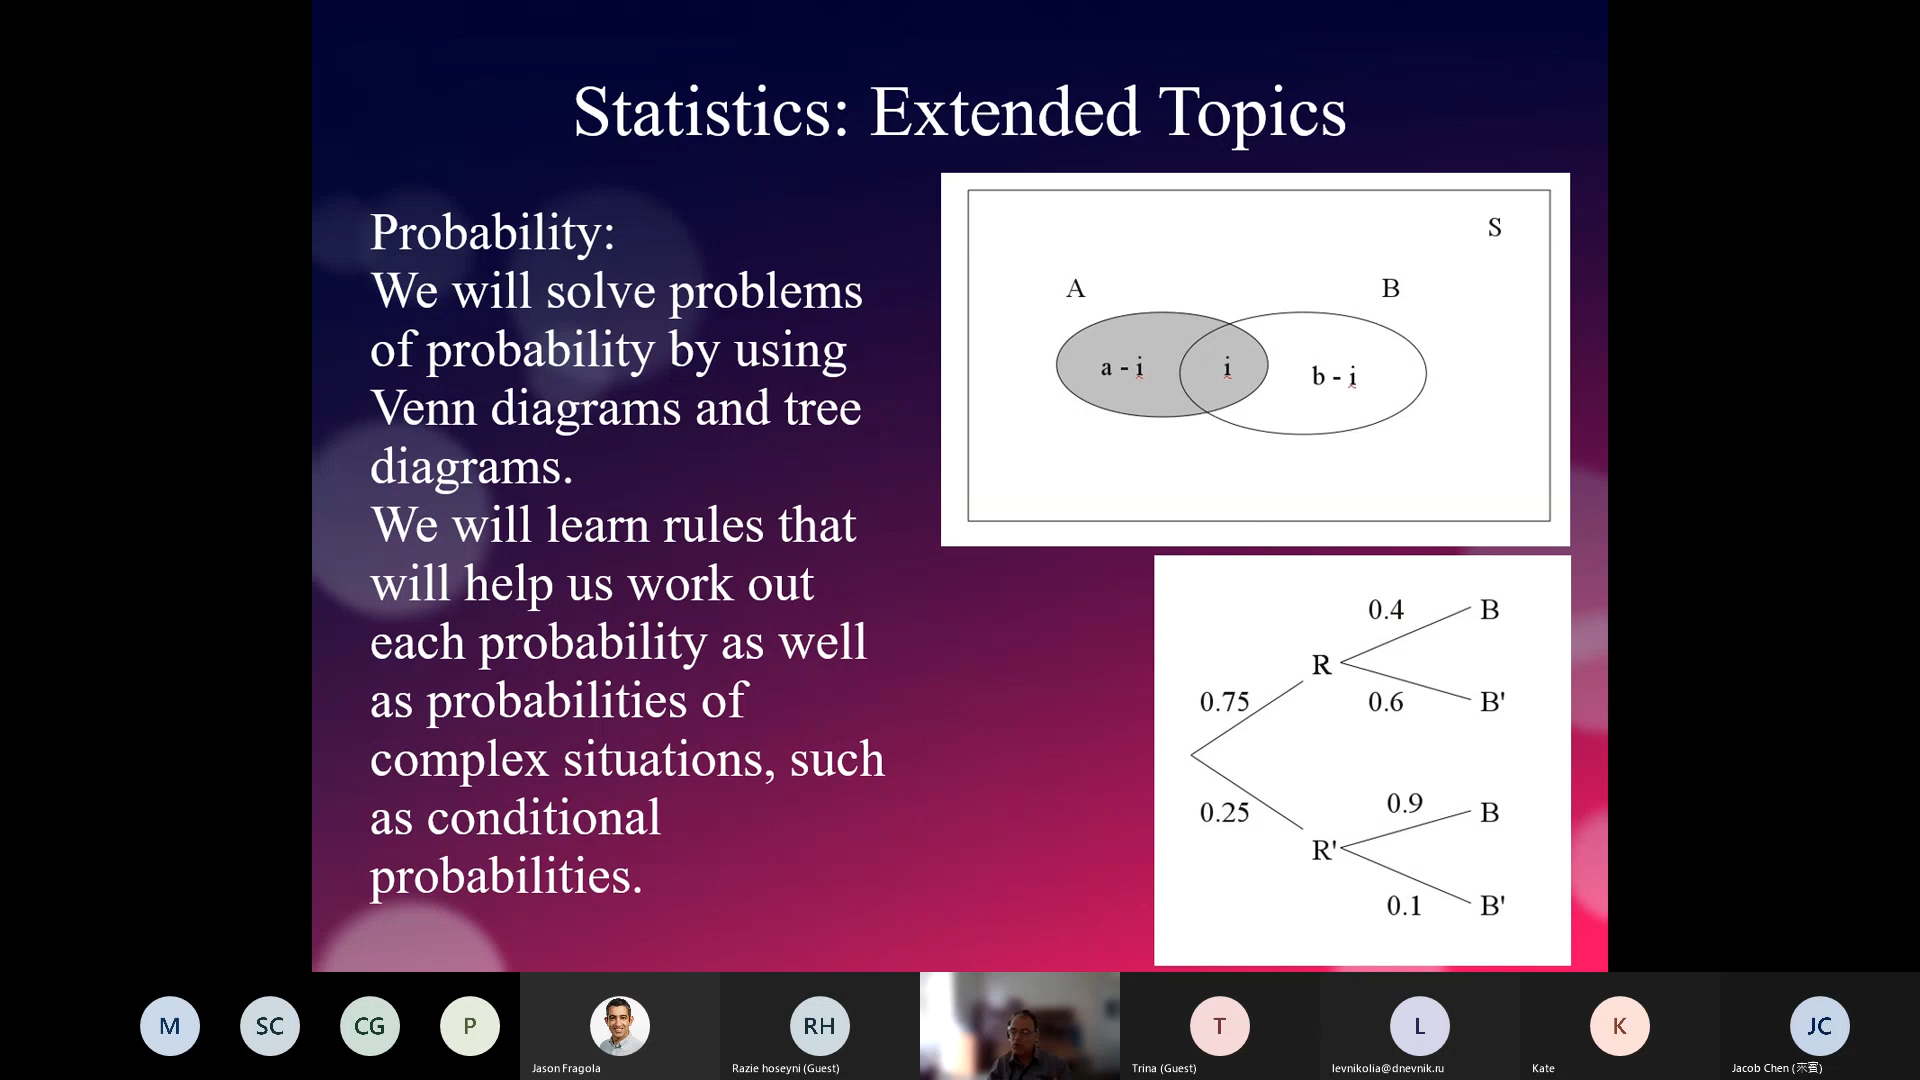 Statistics: Extended Topics
Probability:
We will solve problems
of probability by using
Venn diagrams and tree
diagrams.
We will learn rules that
will help us work out
each probability as well
as probabilities of
complex situations, such
as conditional
probabilities.
S
A
B
a - i
i
b - i
0.4
B
R
0.75
0.6
B'
0.9
B
0.25
R'
0.1
B'
M
SC
CG
P
RH
T
L
K
JC
Jason Fragola
Razie hoseyni (Guest)
Trina (Guest)
levnikolia@dnevnik.ru
Kate
Jacob Chen (来賓)